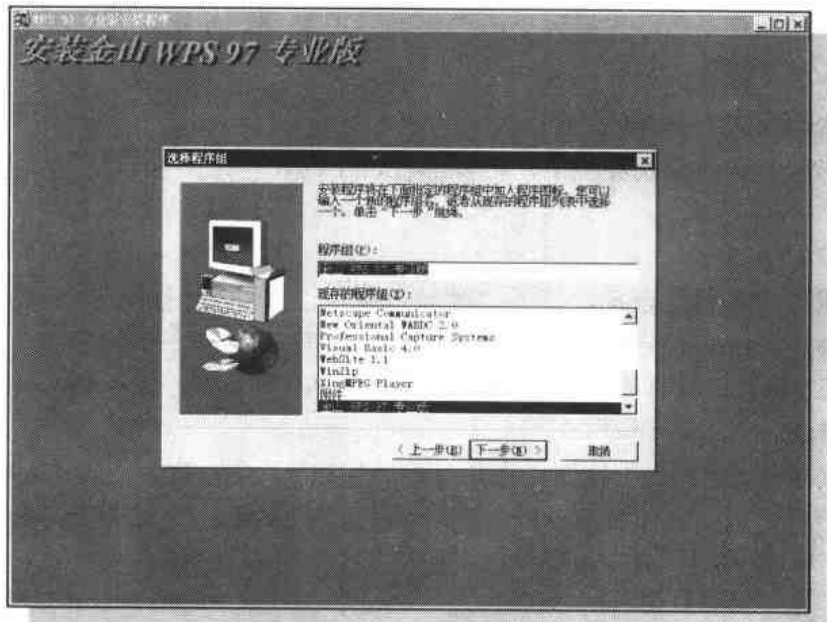 安装金山 WPS 97 专业版
选择程序组
安装程序将在下面指定的程序组中加入程序图标。您可以
输入一个新的程序组名，或者从现存的程序组列表中选择
一个。单击“下一步”继续。
程序组(P)：
现存的程序组(X)：
Netscape Communicator
New Oriental WABDC 2.0
Professional Capture Systems
Visual Basic 4.0
WebSite 1.1
WinZip
XingMPEG Player
附件
< 上一步(B)
下一步(N) >
取消